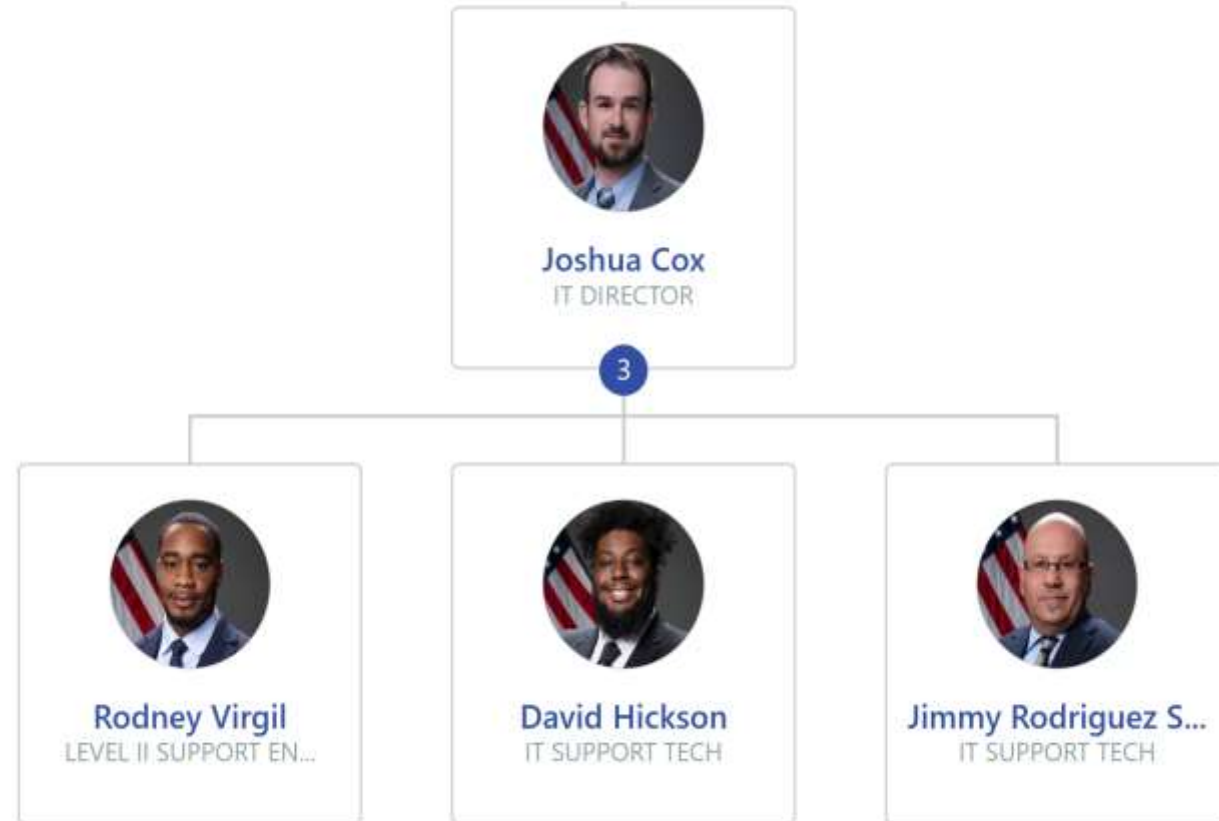 Joshua Cox
IT DIRECTOR
3
Rodney Virgil
LEVEL II SUPPORT EN...
David Hickson
IT SUPPORT TECH
Jimmy Rodriguez S...
IT SUPPORT TECH